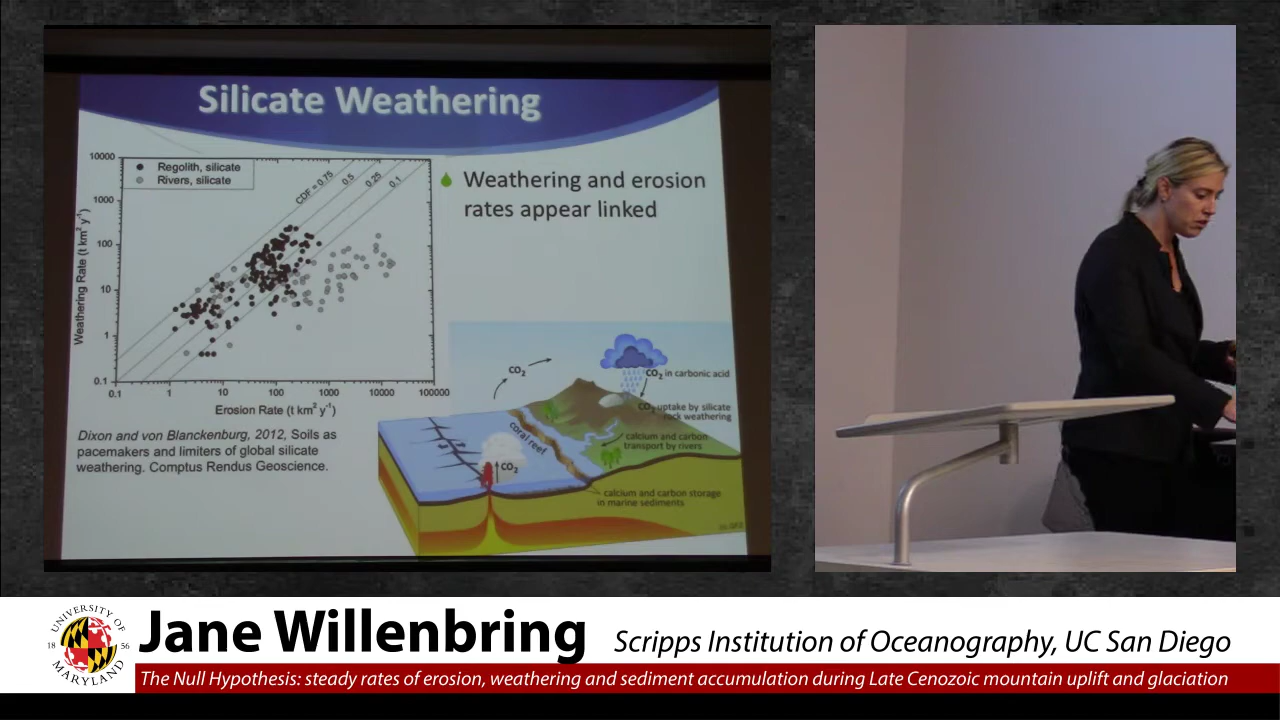 Silicate Weathering
10000
1000
100
10
1
0.1
Weathering Rate (t km² y⁻¹)
Regolith, silicate
Rivers, silicate
CDF = 0.75
0.5
0.25
0.1
0.1
1
10
100
1000
10000
100000
Erosion Rate (t km² y⁻¹)
Dixon and von Blanckenburg, 2012, Soils as
pacemakers and limiters of global silicate
weathering. Comptus Rendus Geoscience.
Weathering and erosion
rates appear linked
CO₂
CO₂ in carbonic acid
CO₂ uptake by silicate
rock weathering
calcium and carbon
transport by rivers
coral reef
CO₂
calcium and carbon storage
in marine sediments
UNIVERSITY OF
18 56
MARYLAND
Jane Willenbring
Scripps Institution of Oceanography, UC San Diego
The Null Hypothesis: steady rates of erosion, weathering and sediment accumulation during Late Cenozoic mountain uplift and glaciation